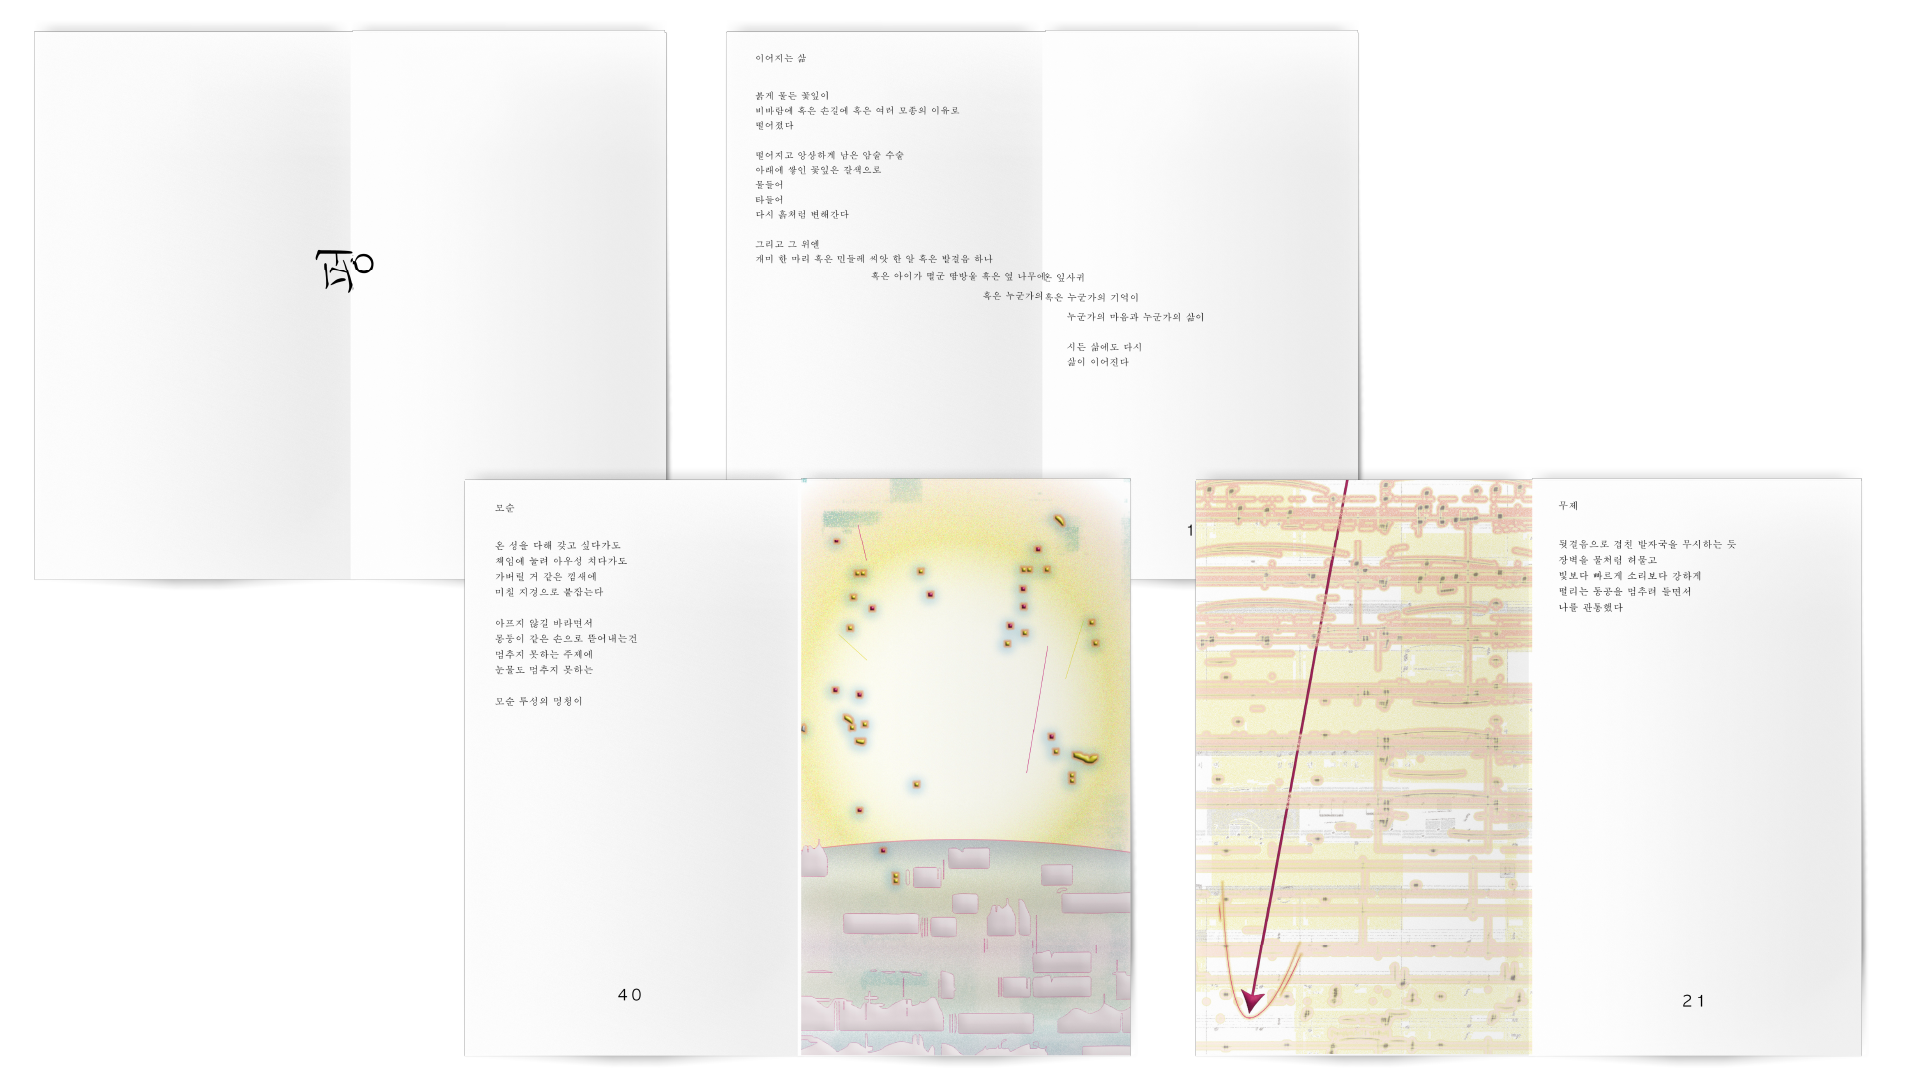 이어지는 삶
붉게 물든 꽃잎이
비바람에 혹은 손길에 혹은 여러 모종의 이유로
떨어졌다
떨어지고 앙상하게 남은 암술 수술
아래에 쌓인 꽃잎은 갈색으로
물들어
타들어
다시 흙처럼 변해간다
그리고 그 위엔
개미 한 마리 혹은 민들레 씨앗 한 알 혹은 발걸음 하나
혹은 아이가 떨군 땀방울 혹은 옆 나무에 잎사귀
혹은 누군가의 혹은 누군가의 기억이
누군가의 마음과 누군가의 삶이
시든 삶에도 다시
삶이 이어진다
1
모순
온 성을 다해 갖고 싶다가도
책임에 눌려 아우성 치다가도
가버릴 거 같은 낌새에
미칠 지경으로 붙잡는다
아프지 않길 바라면서
몽둥이 같은 손으로 뜯어내는건
멈추지 못하는 주제에
눈물도 멈추지 못하는
모순 투성의 멍청이
40
무제
뒷걸음으로 겹친 발자국을 무시하는 듯
장벽을 물처럼 허물고
빛보다 빠르게 소리보다 강하게
떨리는 동공을 멈추려 들면서
나를 관통했다
21